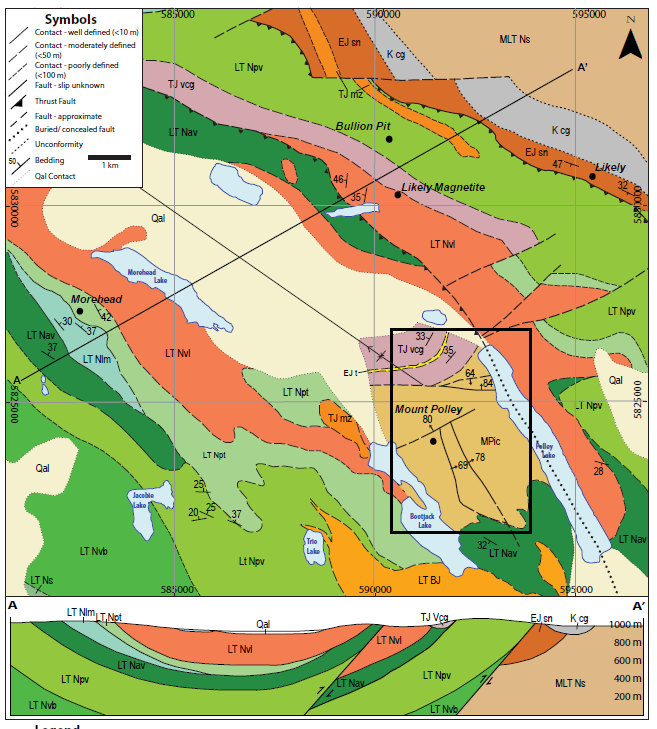 585000
590000
595000
Symbols
Contact - well defined (<10 m)
Contact - moderately defined
(<50 m)
Contact - poorly defined
(<100 m)
Fault - slip unknown
Thrust Fault
Fault - approximate
Buried/ concealed fault
Unconformity
50
Bedding
Qal Contact
1 km
N
EJ sn
K cg
MLT Ns
LT Npv
TJ vcg
TJ mz
A'
Bullion Pit
LT Nav
K cg
EJ sn
47
Likely
32
46
35
Likely Magnetite
5830000
5830000
Qal
LT Nvl
Morehead
Lake
Morehead
42
30
37
LT Nav
37
LT Nlm
LT Nvl
LT Npv
33
TJ vcg
35
EJ t
64
84
A
5825000
5825000
LT Npt
Qal
LT Npv
TJ mz
Mount Polley
80
MPic
Polley
Lake
69
78
28
LT Npt
Qal
25
Jacobie
Lake
20
25
37
Bootjack
Lake
Trio
Lake
LT Nvb
Lt Npv
32
LT Nav
LT Nav
LT Ns
LT BJ
585000
590000
595000
A
A'
LT Nlm
LT Npt
Qal
TJ Vcg
EJ sn
K cg
1000 m
LT Nvl
LT Nvl
800 m
LT Nav
600 m
LT Npv
LT Nav
LT Npv
MLT Ns
400 m
200 m
LT Nvb
LT Nvb